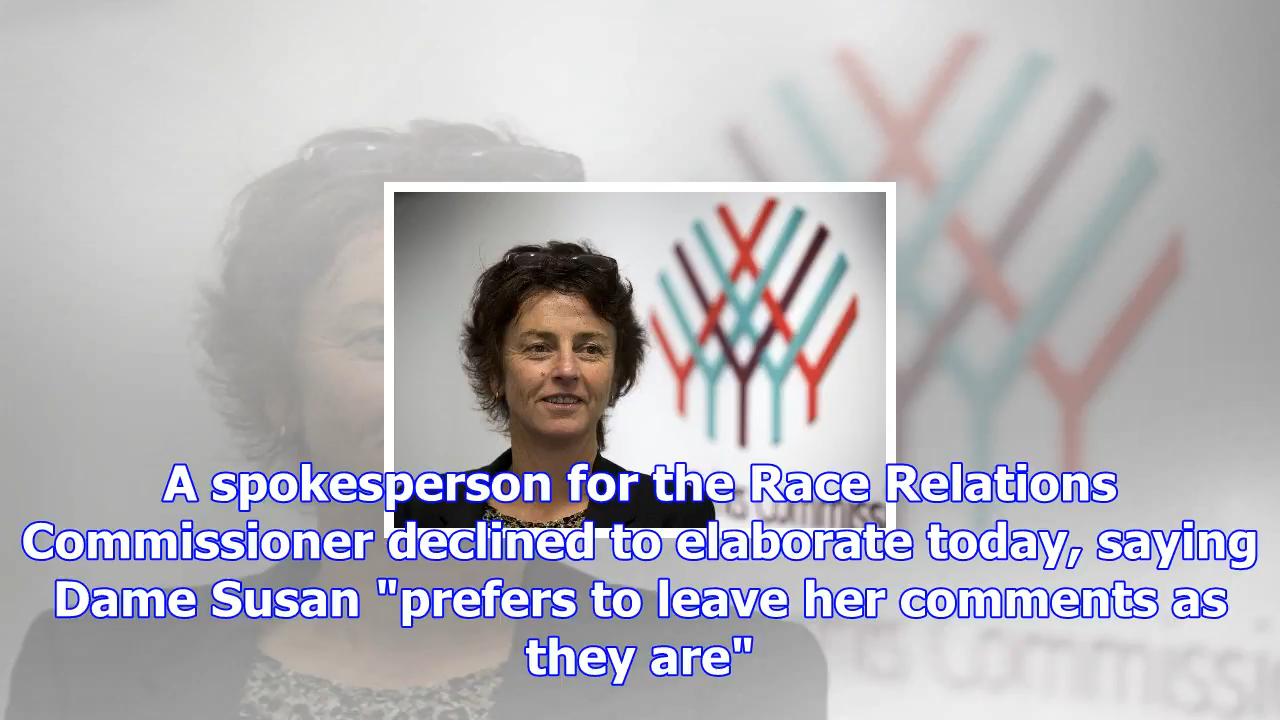 A spokesperson for the Race Relations
Commissioner declined to elaborate today, saying
Dame Susan "prefers to leave her comments as
they are"